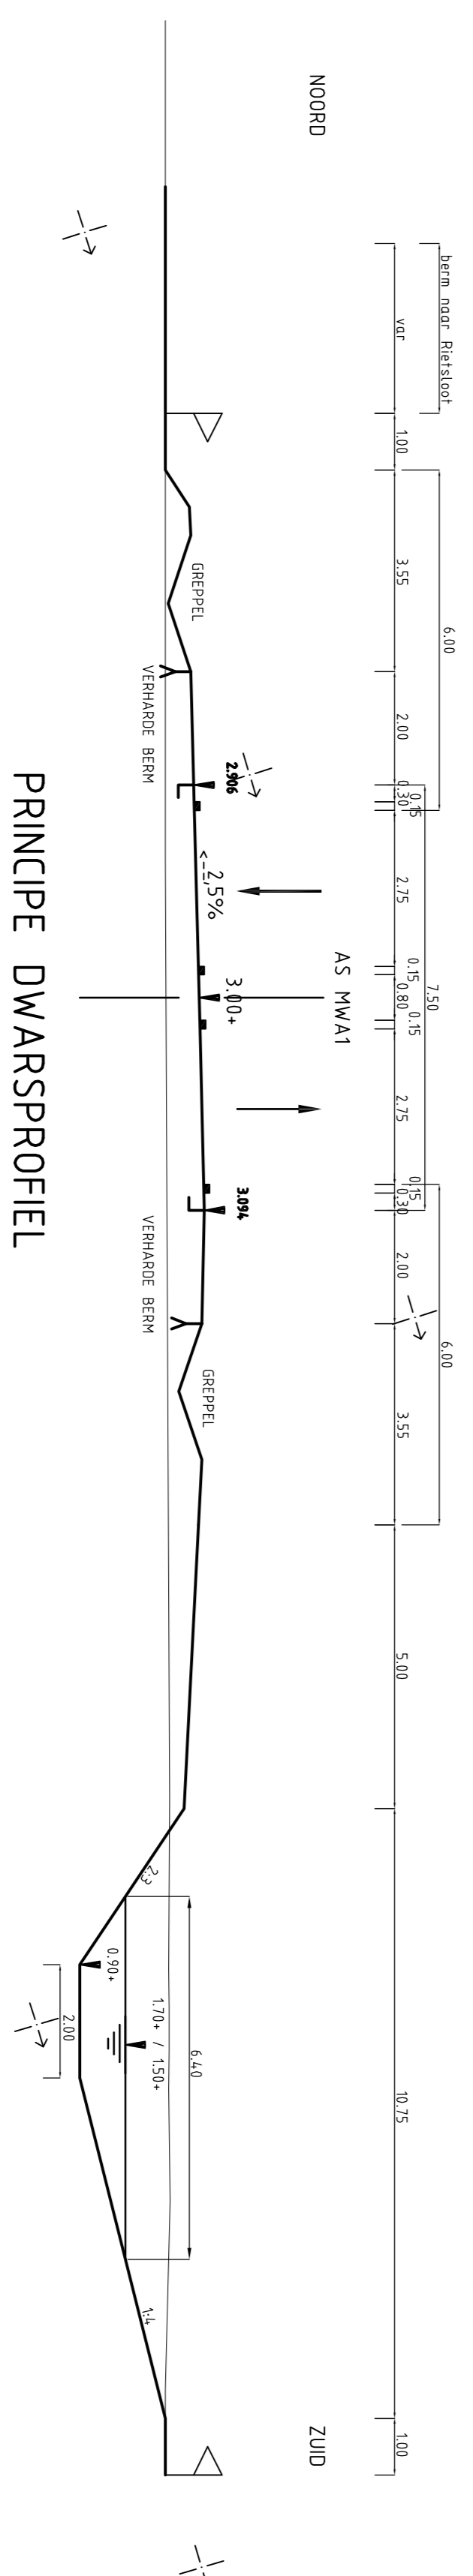 NOORD
ZUID
berm naar Rietsloot
6.00
7.50
6.00
var
1.00
3.55
2.00
0.30
0.15
2.75
0.15
0.80
0.15
2.75
0.15
0.30
2.00
3.55
5.00
10.75
1.00
AS MWA1
GREPPEL
VERHARDE BERM
2.906
<-2,5%
3.00+
3.094
VERHARDE BERM
GREPPEL
2:3
0.90+
2.00
1.70+ / 1.50+
6.40
1:4
PRINCIPE DWARSPROFIEL